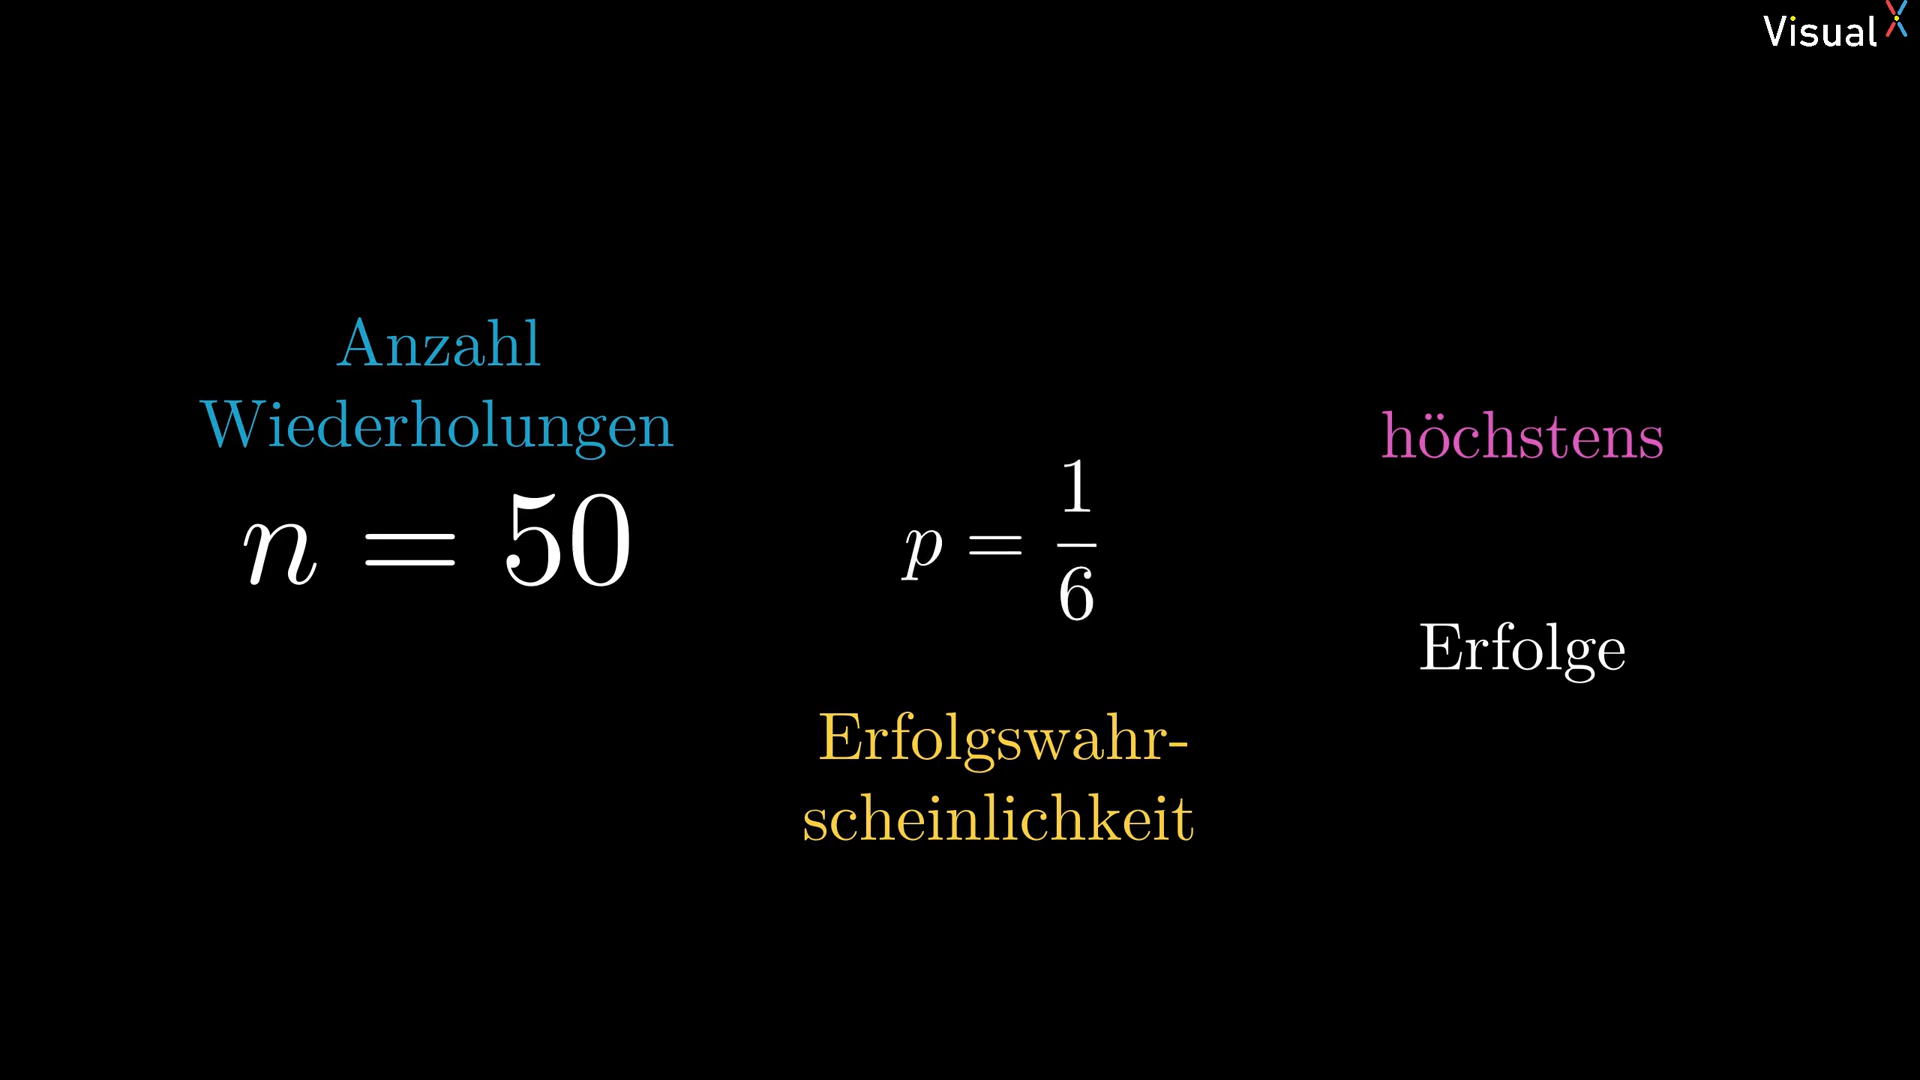 Visual X
Anzahl
Wiederholungen
n = 50
p = 1/6
Erfolgswahr-
scheinlichkeit
höchstens
Erfolge